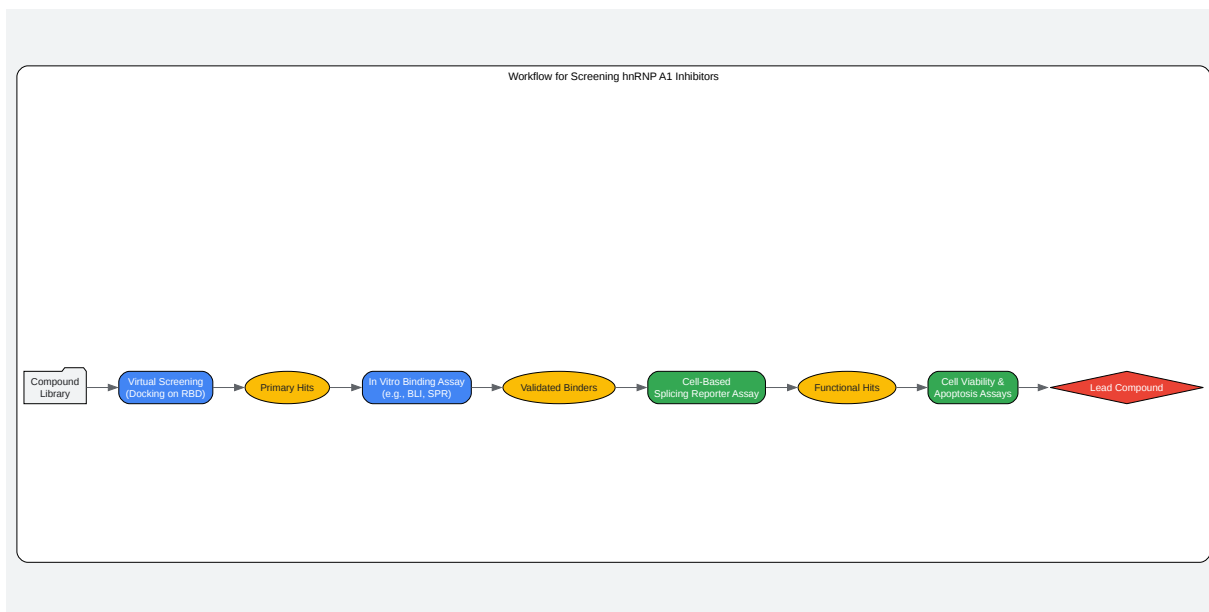 Workflow for Screening hnRNP A1 Inhibitors
Compound
Library
Virtual Screening
(Docking on RBD)
Primary Hits
In Vitro Binding Assay
(e.g., BLI, SPR)
Validated Binders
Cell-Based
Splicing Reporter Assay
Functional Hits
Cell Viability &
Apoptosis Assays
Lead Compound